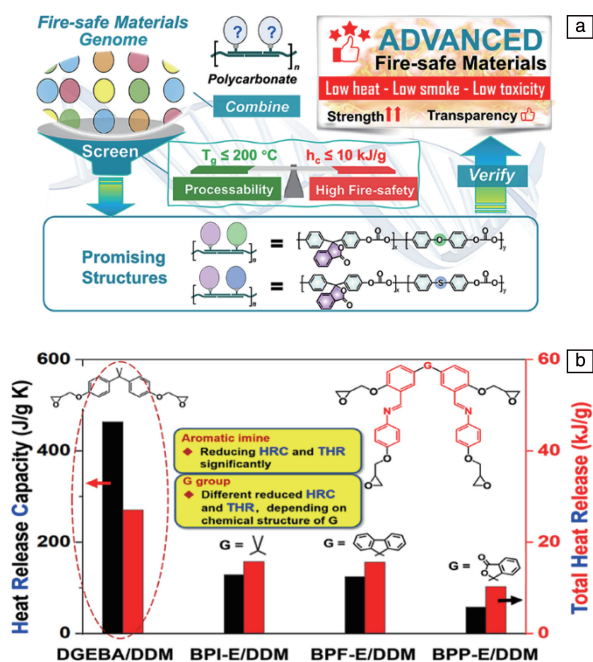 a
Fire-safe Materials
Genome
? ?
n
Polycarbonate
Combine
Screen
ADVANCED
Fire-safe Materials
Low heat - Low smoke - Low toxicity
Strength Transparency
Tg ≤ 200 °C hc ≤ 10 kJ/g
Processability High Fire-safety
Verify
Promising
Structures
n = O O O O x O O O O y
n = O O O O x S O O O y
b
Heat Release Capacity (J/g K)
600
400
200
0
Total Heat Release (kJ/g)
60
40
20
0
O O O O
G
O O
N N
O O
O O
O O
Aromatic imine
Reducing HRC and THR
significantly
G group
Different reduced HRC
and THR, depending on
chemical structure of G
G =
G =
G = O O
DGEBA/DDM BPI-E/DDM BPF-E/DDM BPP-E/DDM